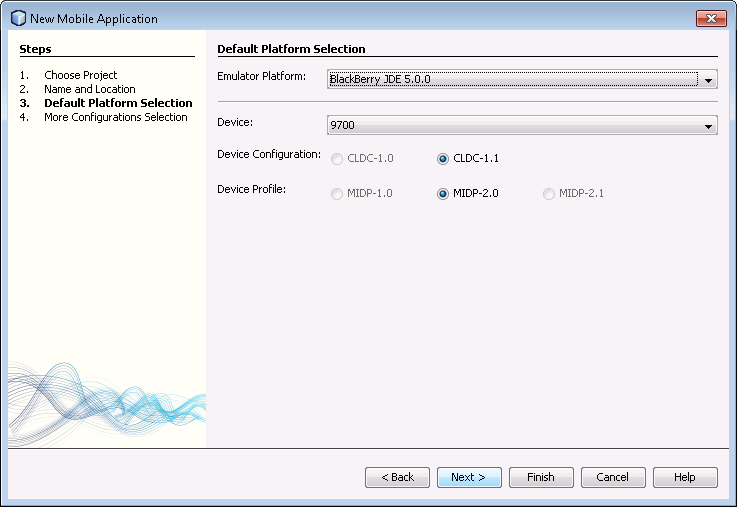 New Mobile Application
Steps
1. Choose Project
2. Name and Location
3. Default Platform Selection
4. More Configurations Selection
Default Platform Selection
Emulator Platform: BlackBerry JDE 5.0.0
Device: 9700
Device Configuration: CLDC-1.0 CLDC-1.1
Device Profile: MIDP-1.0 MIDP-2.0 MIDP-2.1
< Back Next > Finish Cancel Help